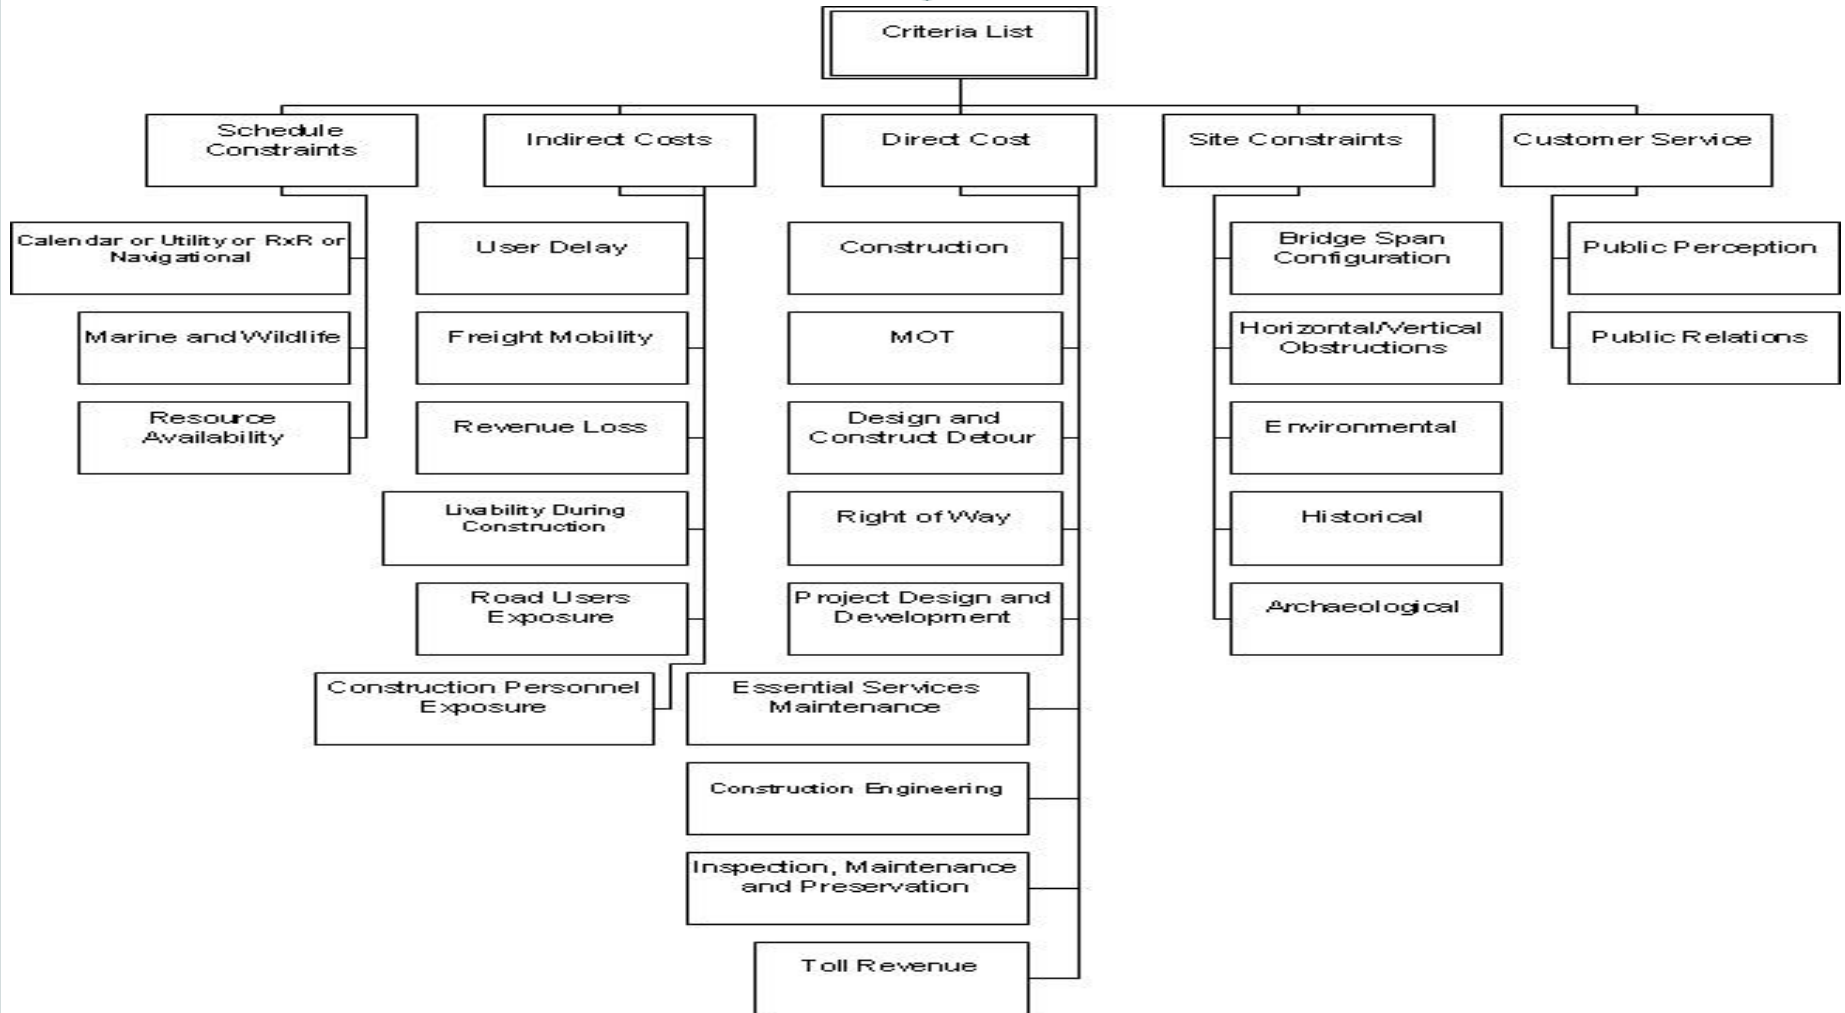 Criteria List
Schedule
Constraints
Indirect Costs
Direct Cost
Site Constraints
Customer Service
Calendar or Utility or RxR or
Navigational
Marine and Wildlife
Resource
Availability
User Delay
Freight Mobility
Revenue Loss
Livability During
Construction
Road Users
Exposure
Construction Personnel
Exposure
Construction
MOT
Design and
Construct Detour
Right of Way
Project Design and
Development
Essential Services
Maintenance
Construction Engineering
Inspection, Maintenance
and Preservation
Toll Revenue
Bridge Span
Configuration
Horizontal/Vertical
Obstructions
Environmental
Historical
Archaeological
Public Perception
Public Relations